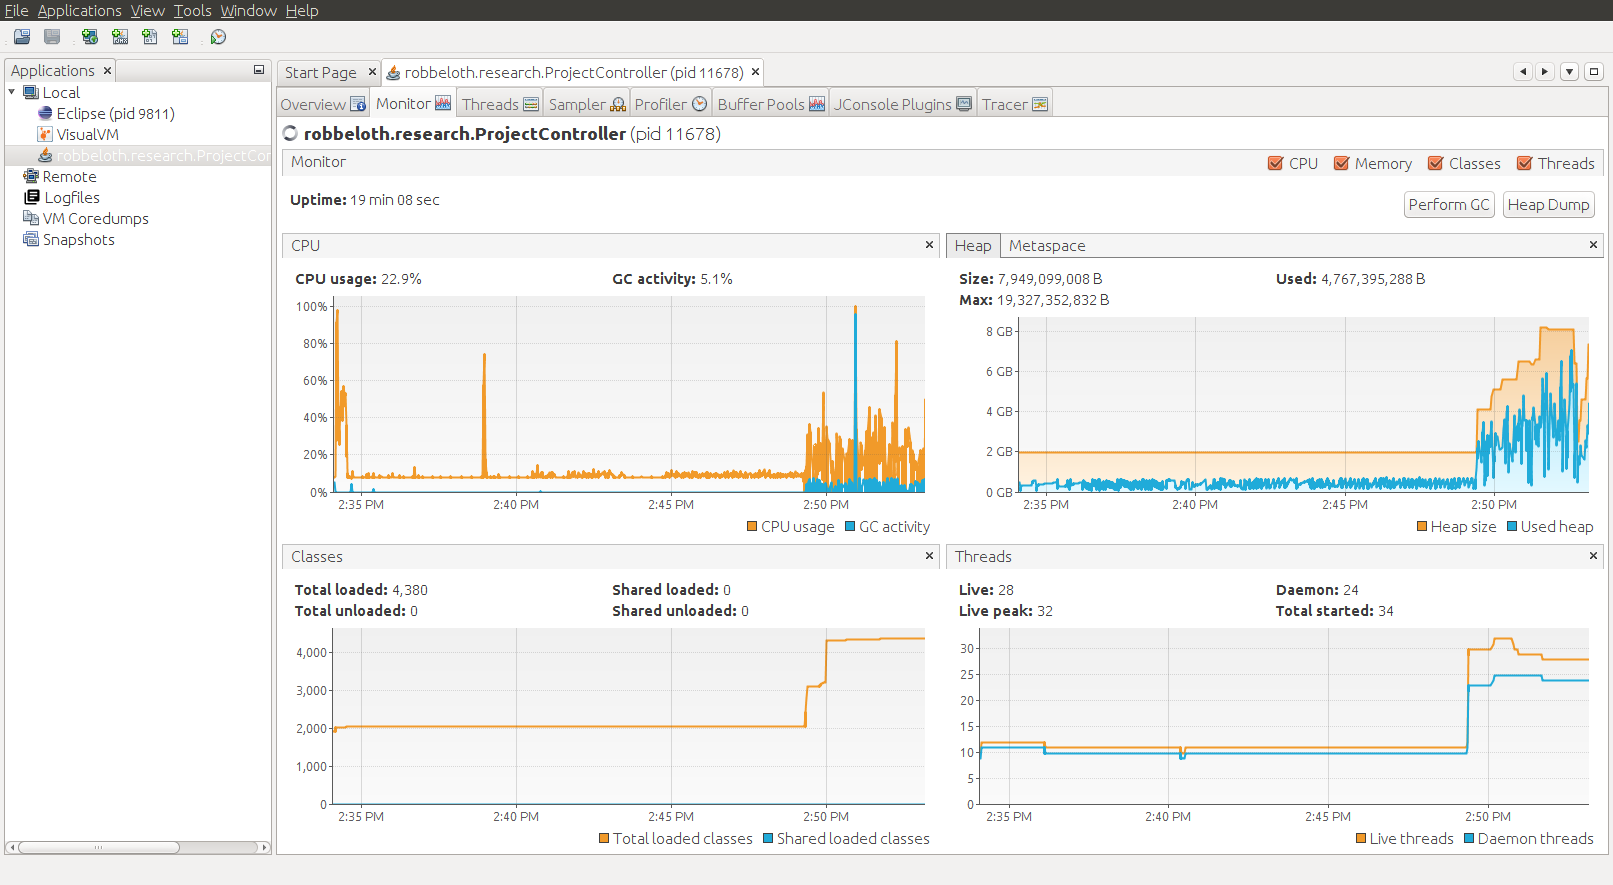 File Applications View Tools Window Help
Applications
Local
Eclipse (pid 9811)
VisualVM
robbeloth.research.ProjectCor
Remote
Logfiles
VM Coredumps
Snapshots
Start Page robbeloth.research.ProjectController (pid 11678)
Overview Monitor Threads Sampler Profiler Buffer Pools JConsole Plugins Tracer
robbeloth.research.ProjectController (pid 11678)
Monitor CPU Memory Classes Threads
Uptime: 19 min 08 sec
Perform GC Heap Dump
CPU
CPU usage: 22.9% GC activity: 5.1%
100%
80%
60%
40%
20%
0%
2:35 PM 2:40 PM 2:45 PM 2:50 PM
CPU usage GC activity
Heap Metaspace
Size: 7,949,099,008 B Used: 4,767,395,288 B
Max: 19,327,352,832 B
8 GB
6 GB
4 GB
2 GB
0 GB
2:35 PM 2:40 PM 2:45 PM 2:50 PM
Heap size Used heap
Classes
Total loaded: 4,380 Shared loaded: 0
Total unloaded: 0 Shared unloaded: 0
4,000
3,000
2,000
1,000
0
2:35 PM 2:40 PM 2:45 PM 2:50 PM
Total loaded classes Shared loaded classes
Threads
Live: 28 Daemon: 24
Live peak: 32 Total started: 34
30
25
20
15
10
5
0
2:35 PM 2:40 PM 2:45 PM 2:50 PM
Live threads Daemon threads